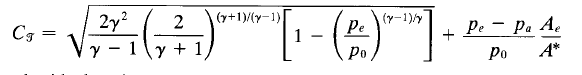 C_𝒯 = √(2γ²/(γ − 1) (2/(γ + 1))^((γ+1)/(γ−1)) [1 − (p_e/p_0)^((γ−1)/γ)]) + (p_e − p_a)/p_0 A_e/A*